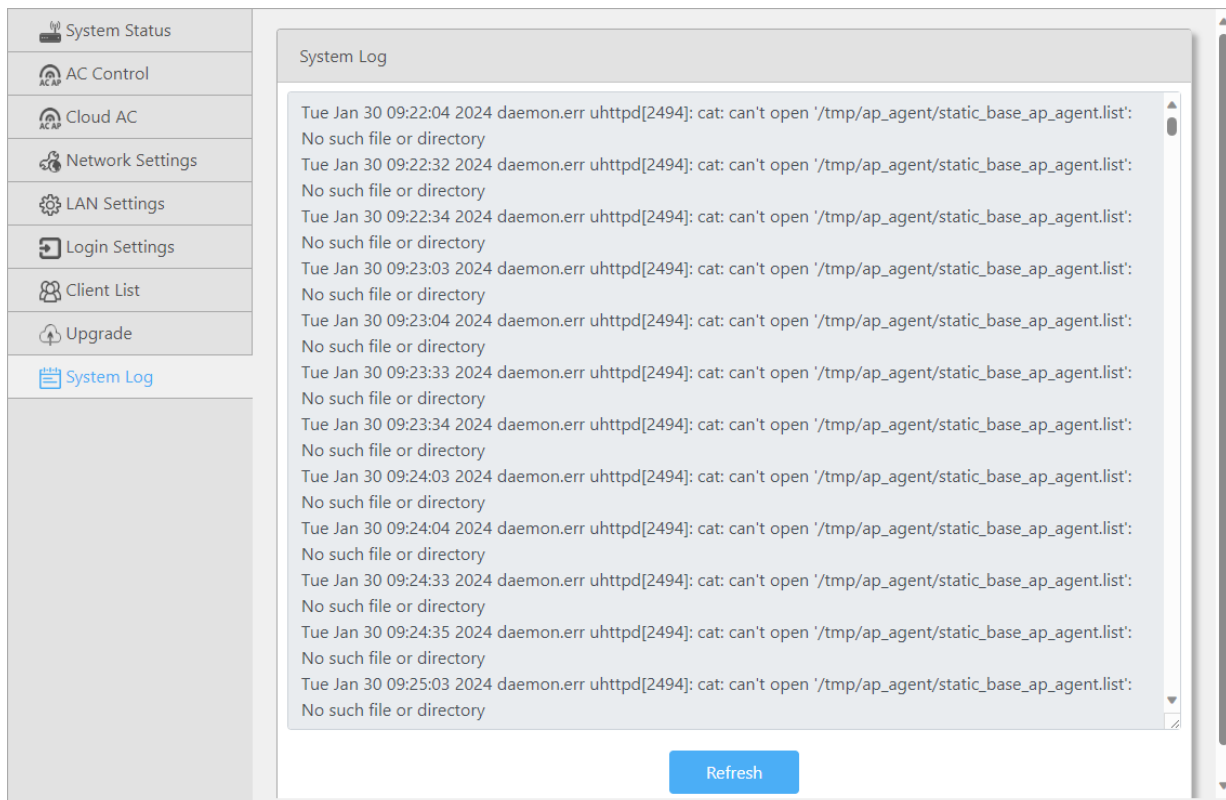 System Status
AC Control
Cloud AC
Network Settings
LAN Settings
Login Settings
Client List
Upgrade
System Log
System Log
Tue Jan 30 09:22:04 2024 daemon.err uhttpd[2494]: cat: can't open '/tmp/ap_agent/static_base_ap_agent.list':
No such file or directory
Tue Jan 30 09:22:32 2024 daemon.err uhttpd[2494]: cat: can't open '/tmp/ap_agent/static_base_ap_agent.list':
No such file or directory
Tue Jan 30 09:22:34 2024 daemon.err uhttpd[2494]: cat: can't open '/tmp/ap_agent/static_base_ap_agent.list':
No such file or directory
Tue Jan 30 09:23:03 2024 daemon.err uhttpd[2494]: cat: can't open '/tmp/ap_agent/static_base_ap_agent.list':
No such file or directory
Tue Jan 30 09:23:04 2024 daemon.err uhttpd[2494]: cat: can't open '/tmp/ap_agent/static_base_ap_agent.list':
No such file or directory
Tue Jan 30 09:23:33 2024 daemon.err uhttpd[2494]: cat: can't open '/tmp/ap_agent/static_base_ap_agent.list':
No such file or directory
Tue Jan 30 09:23:34 2024 daemon.err uhttpd[2494]: cat: can't open '/tmp/ap_agent/static_base_ap_agent.list':
No such file or directory
Tue Jan 30 09:24:03 2024 daemon.err uhttpd[2494]: cat: can't open '/tmp/ap_agent/static_base_ap_agent.list':
No such file or directory
Tue Jan 30 09:24:04 2024 daemon.err uhttpd[2494]: cat: can't open '/tmp/ap_agent/static_base_ap_agent.list':
No such file or directory
Tue Jan 30 09:24:33 2024 daemon.err uhttpd[2494]: cat: can't open '/tmp/ap_agent/static_base_ap_agent.list':
No such file or directory
Tue Jan 30 09:24:35 2024 daemon.err uhttpd[2494]: cat: can't open '/tmp/ap_agent/static_base_ap_agent.list':
No such file or directory
Tue Jan 30 09:25:03 2024 daemon.err uhttpd[2494]: cat: can't open '/tmp/ap_agent/static_base_ap_agent.list':
No such file or directory
Refresh